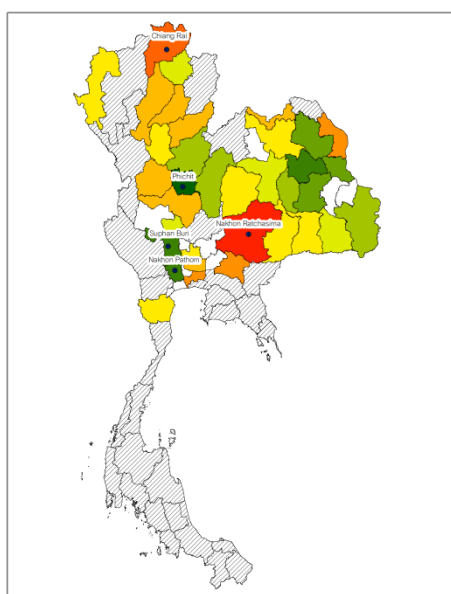 Chiang Rai
Phichit
Nakhon Ratchasima
Suphan Buri
Nakhon Pathom